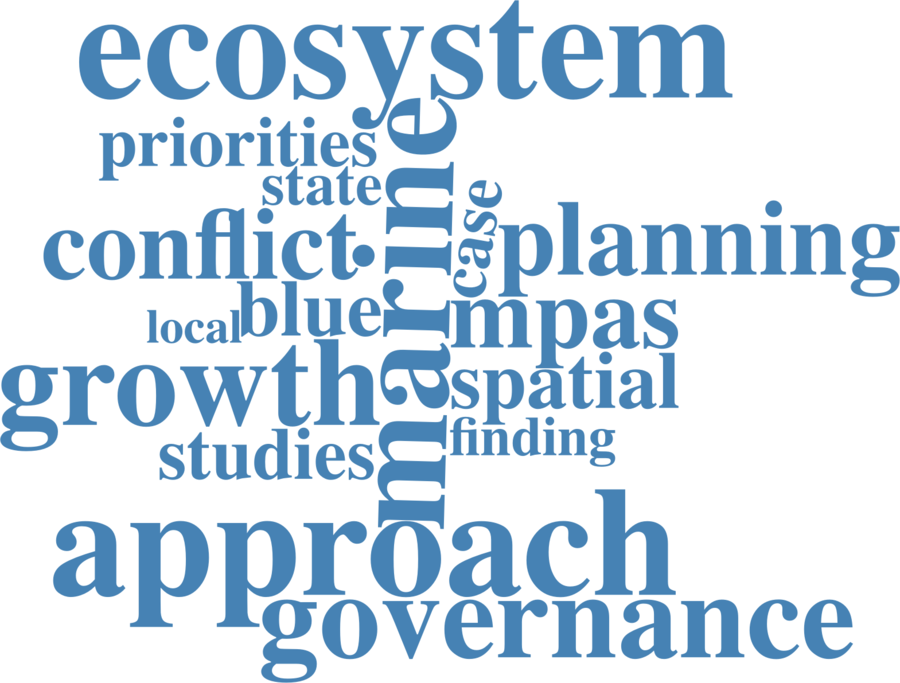 ecosystem
priorities
state
marine
case
conflict
planning
blue
local
mpas
growth
spatial
studies
finding
approach
governance